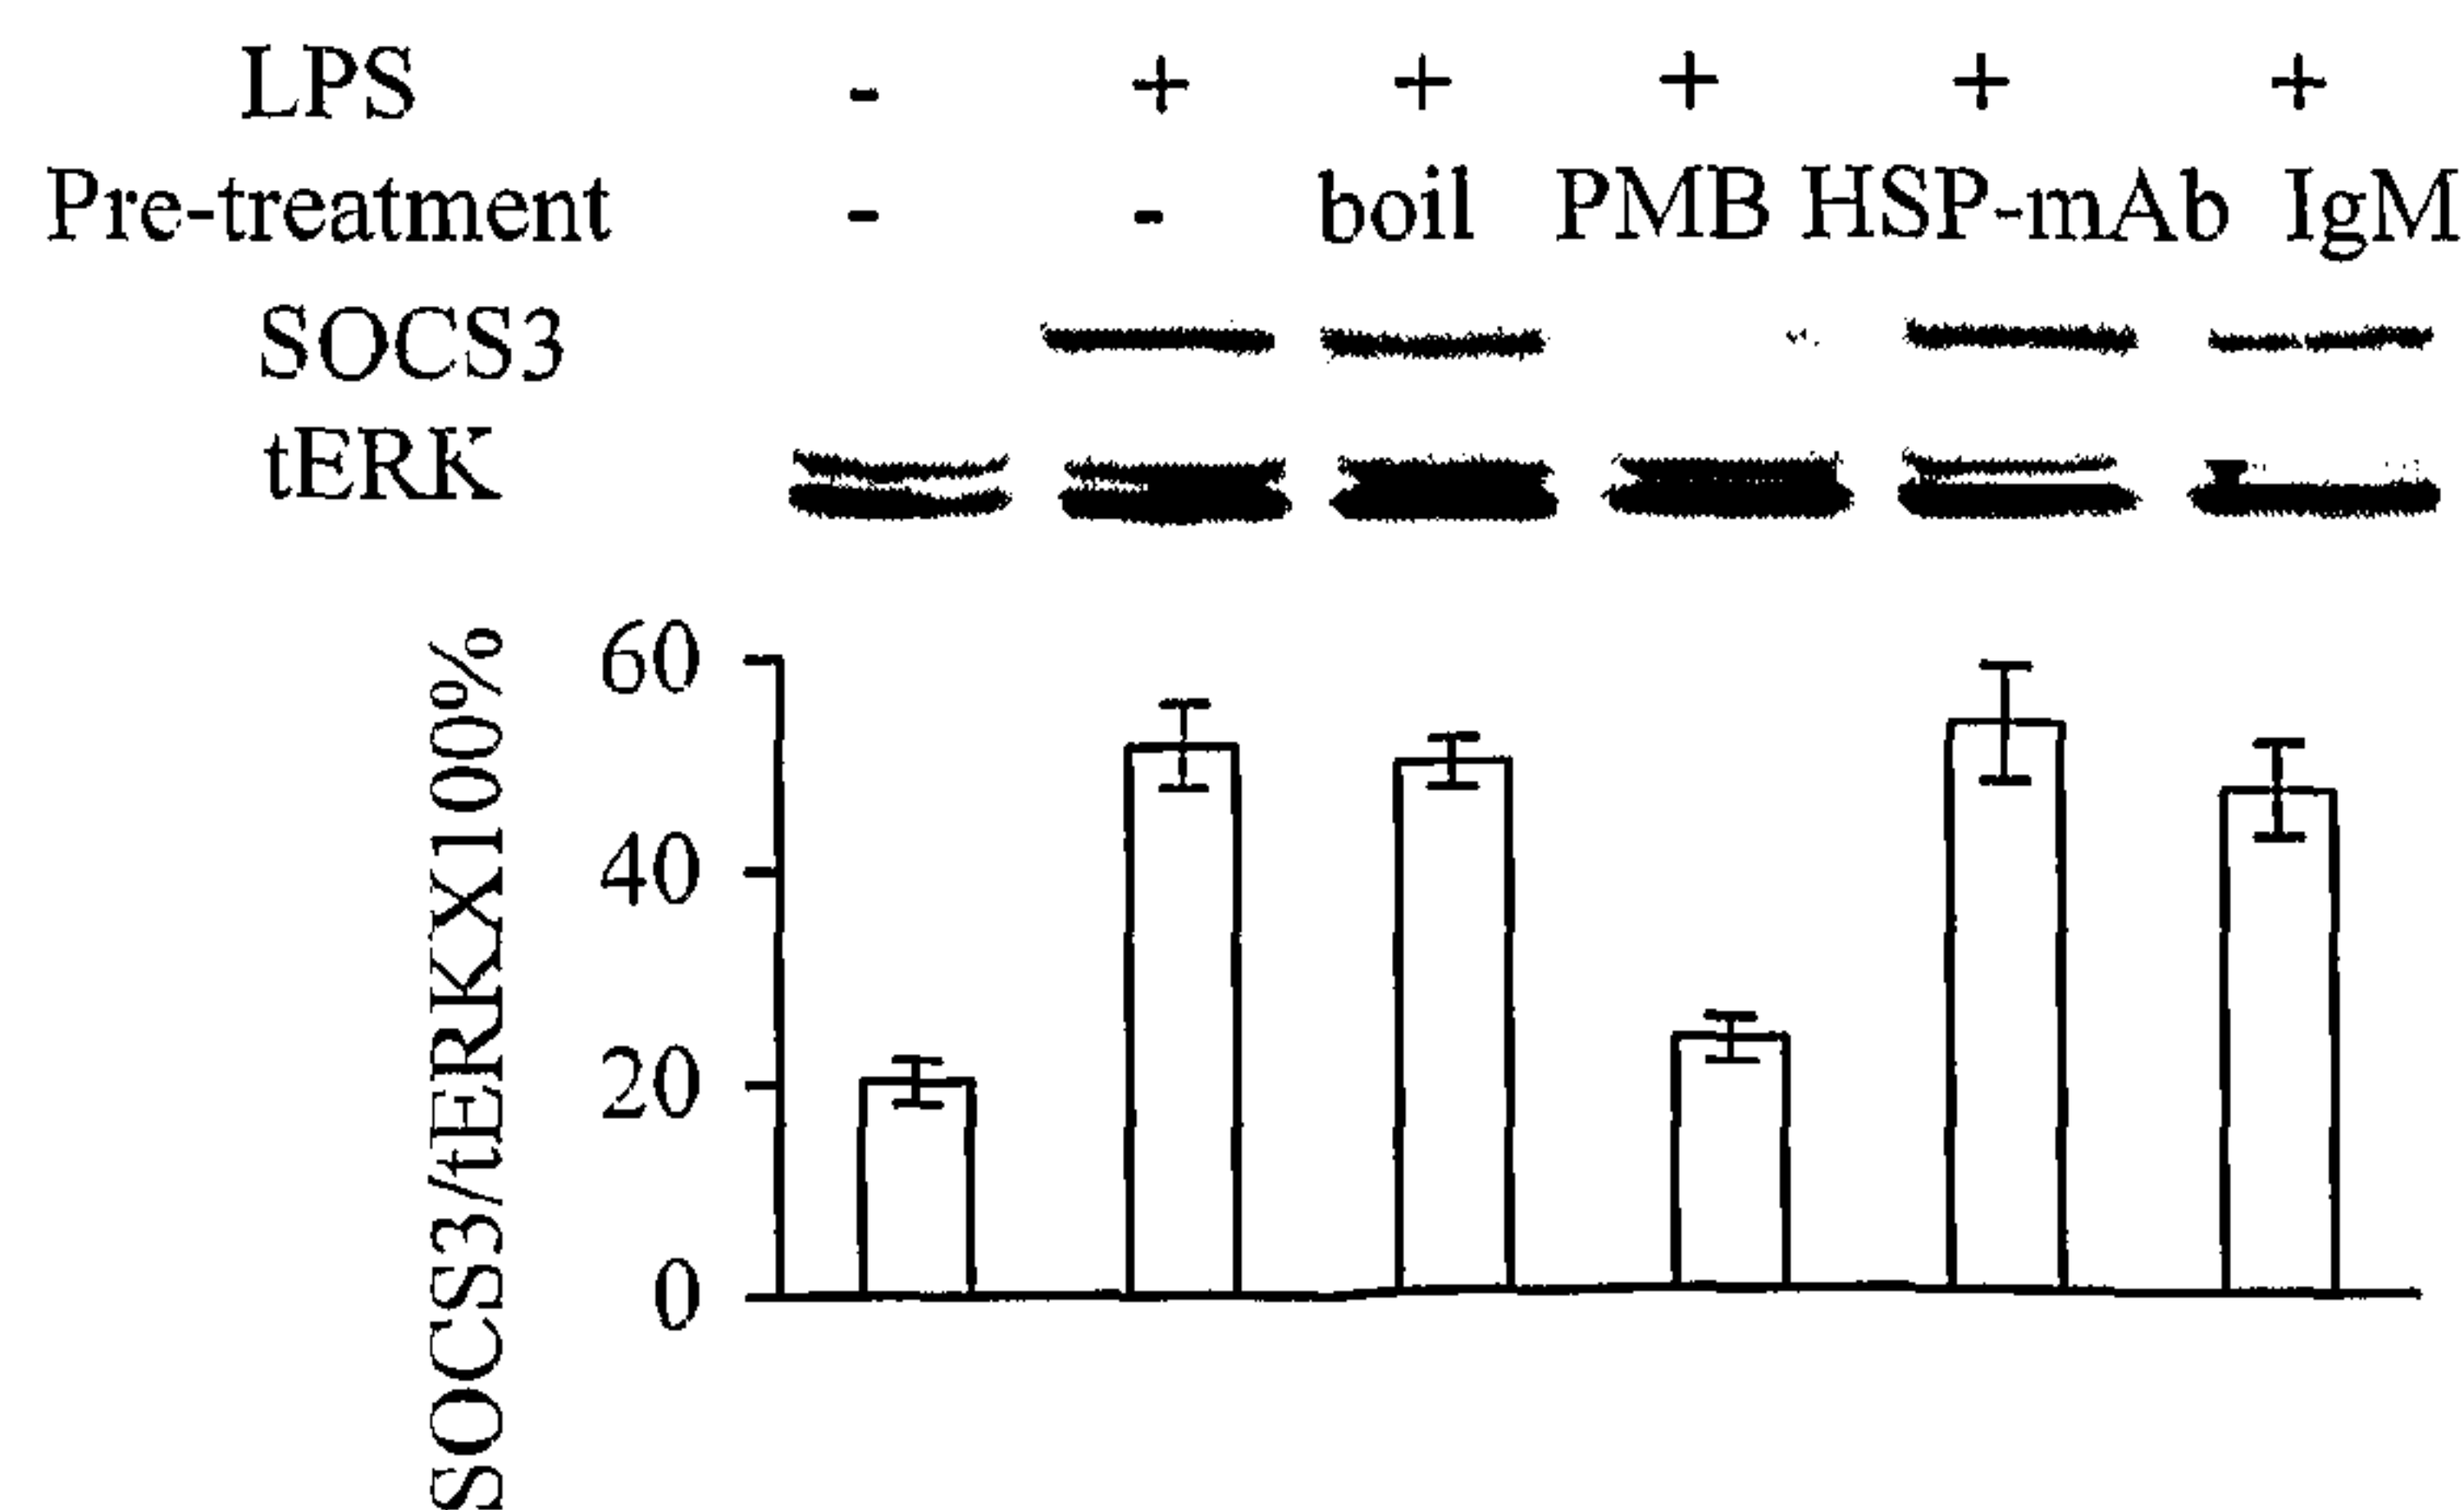 LPS - + + + + +
Pre-treatment - - boil PMB HSP-mAb IgM
SOCS3
tERK
SOCS3/tERKX100%
60
40
20
0